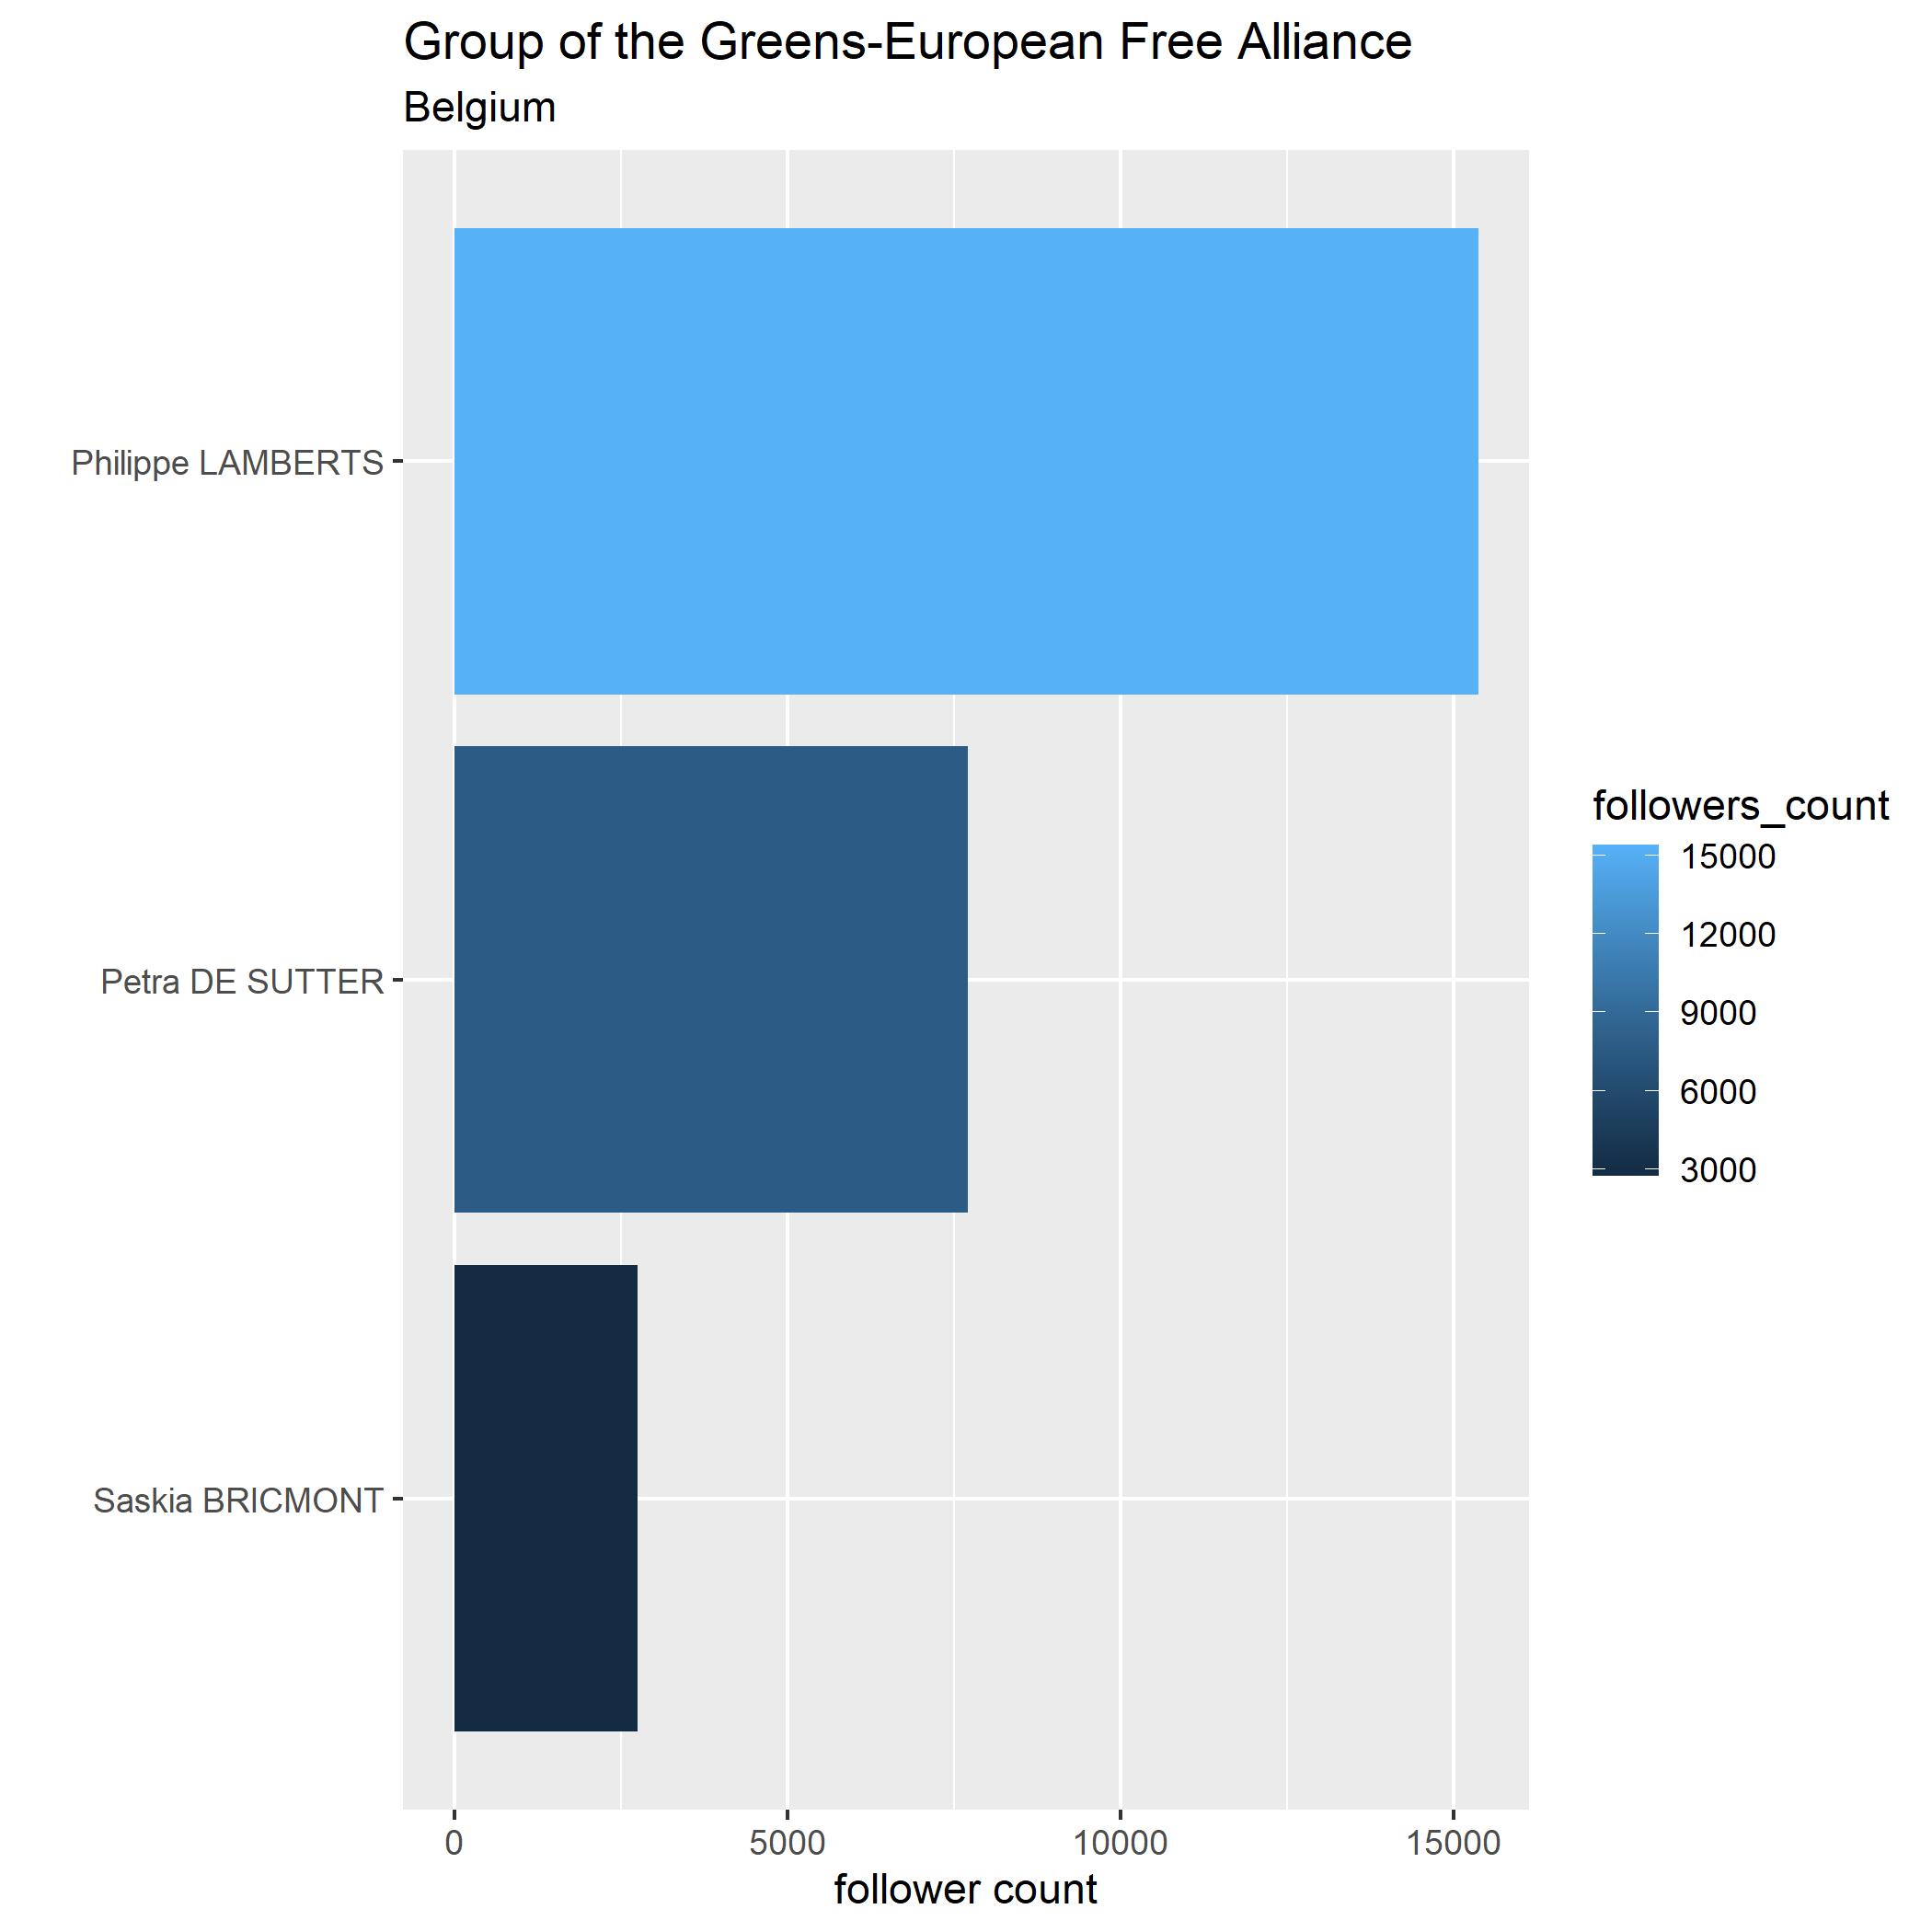 Group of the Greens-European Free Alliance
Belgium
Philippe LAMBERTS
Petra DE SUTTER
Saskia BRICMONT
0 5000 10000 15000
follower count
followers_count
15000
12000
9000
6000
3000